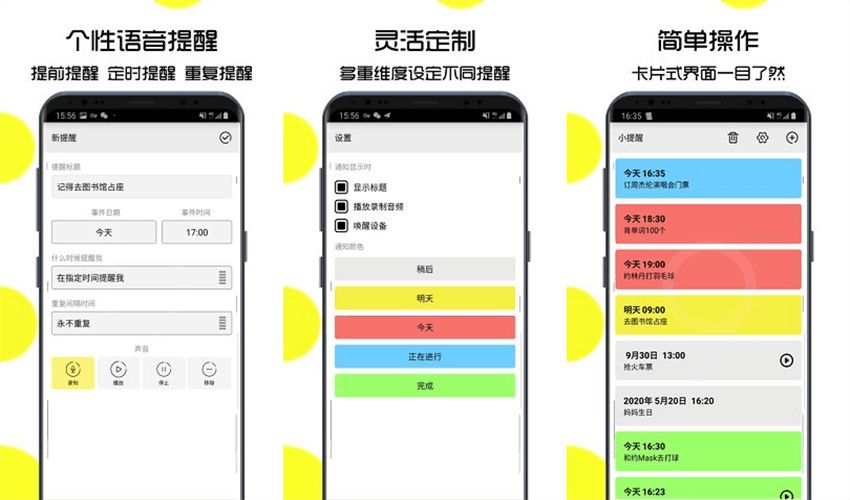 个性语音提醒
提前提醒 定时提醒 重复提醒
15:56
新提醒
提醒标题
记得去图书馆占座
事件日期
事件时间
今天
17:00
什么时候提醒我
在指定时间提醒我
重复间隔时间
永不重复
声音
录制
播放
停止
移除
灵活定制
多重维度设定不同提醒
15:56
设置
通知显示时
显示标题
播放录制音频
唤醒设备
通知颜色
稍后
明天
今天
正在进行
完成
简单操作
卡片式界面一目了然
16:35
小提醒
今天 16:35
订周杰伦演唱会门票
今天 18:30
背单词100个
今天 19:00
约林丹打羽毛球
明天 09:00
去图书馆占座
9月30日 13:00
抢火车票
2020年 5月20日 16:20
妈妈生日
今天 16:30
和约Mask去打球
今天 16:23